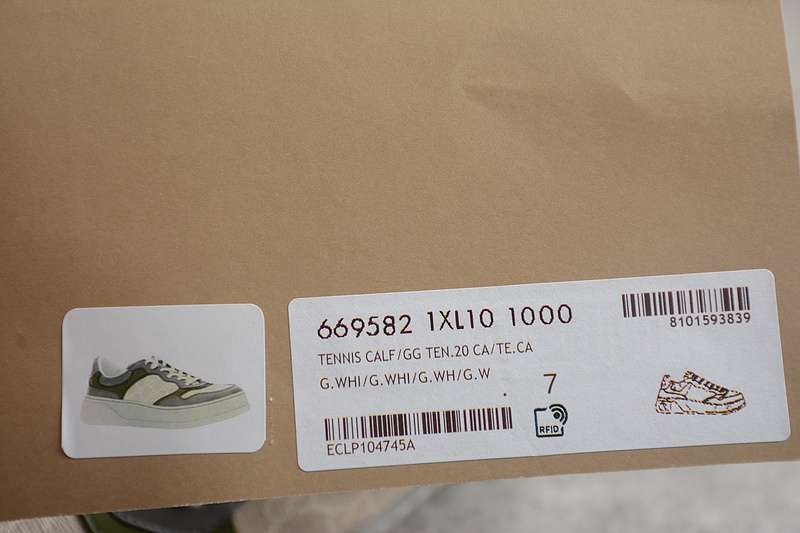 669582 1XL10 1000
8101593839
TENNIS CALF/GG TEN.20 CA/TE.CA
G.WHI/G.WHI/G.WH/G.W
. 7
RFID
ECLP104745A